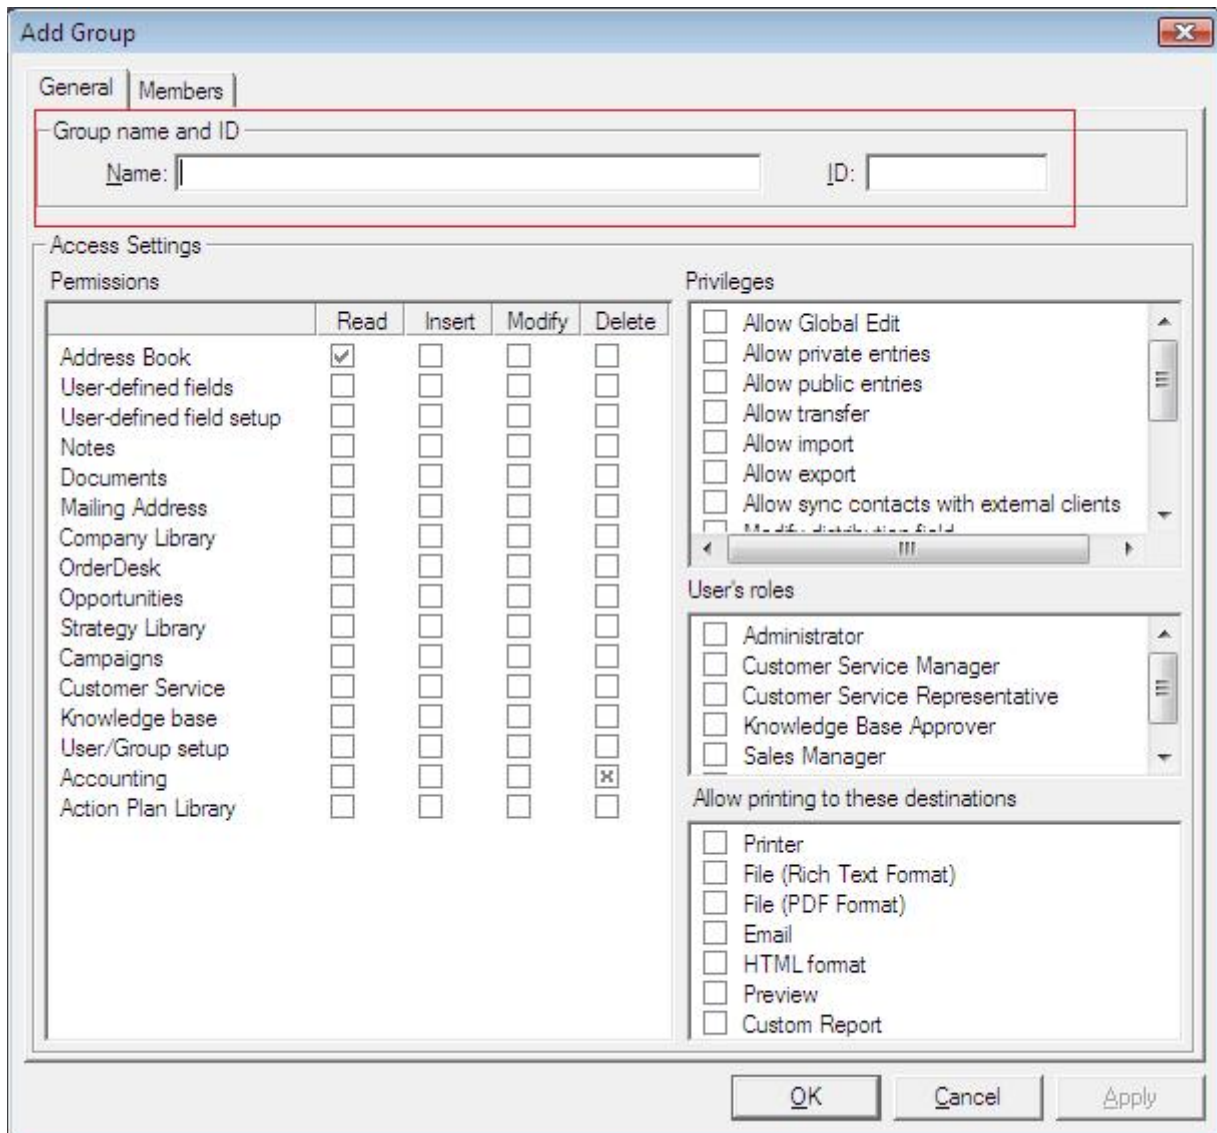 Add Group
General Members
Group name and ID
Name: ID:
Access Settings
Permissions
Read Insert Modify Delete
Address Book
User-defined fields
User-defined field setup
Notes
Documents
Mailing Address
Company Library
OrderDesk
Opportunities
Strategy Library
Campaigns
Customer Service
Knowledge base
User/Group setup
Accounting
Action Plan Library
Privileges
Allow Global Edit
Allow private entries
Allow public entries
Allow transfer
Allow import
Allow export
Allow sync contacts with external clients
Modify distribution field
User's roles
Administrator
Customer Service Manager
Customer Service Representative
Knowledge Base Approver
Sales Manager
Allow printing to these destinations
Printer
File (Rich Text Format)
File (PDF Format)
Email
HTML format
Preview
Custom Report
OK Cancel Apply